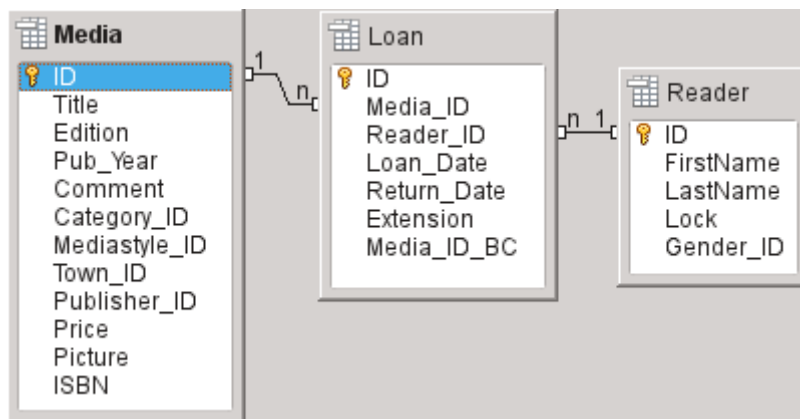 Media
ID
Title
Edition
Pub_Year
Comment
Category_ID
Mediastyle_ID
Town_ID
Publisher_ID
Price
Picture
ISBN
1
n
Loan
ID
Media_ID
Reader_ID
Loan_Date
Return_Date
Extension
Media_ID_BC
n 1
Reader
ID
FirstName
LastName
Lock
Gender_ID